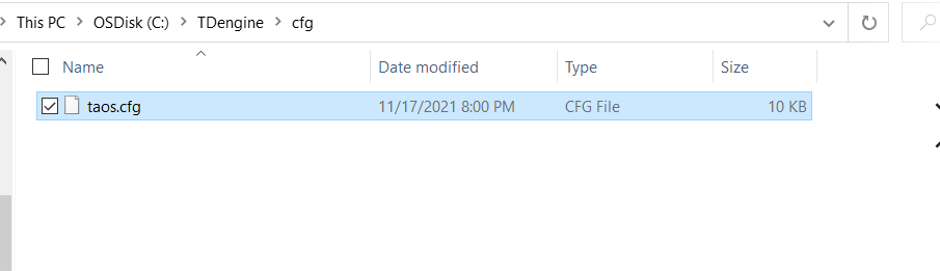 This PC > OSDisk (C:) > TDengine > cfg
Name Date modified Type Size
taos.cfg 11/17/2021 8:00 PM CFG File 10 KB